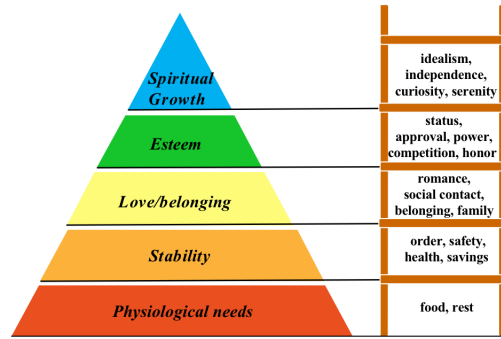 Spiritual
Growth
idealism,
independence,
curiosity, serenity
Esteem
status,
approval, power,
competition, honor
Love/belonging
romance,
social contact,
belonging, family
Stability
order, safety,
health, savings
Physiological needs
food, rest